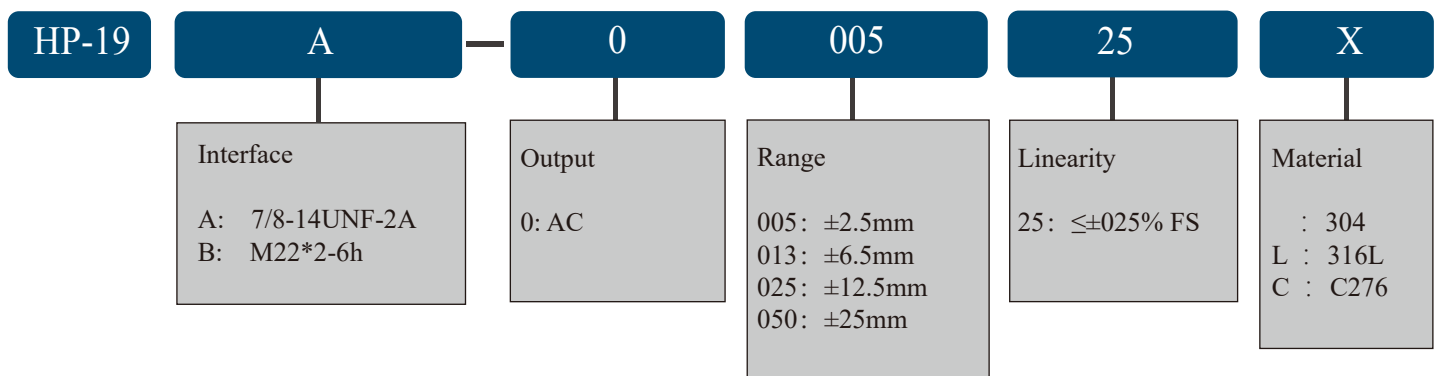 HP-19 A — 0 005 25 X
Interface
A: 7/8-14UNF-2A
B: M22*2-6h
Output
0: AC
Range
005: ±2.5mm
013: ±6.5mm
025: ±12.5mm
050: ±25mm
Linearity
25: ≤±025% FS
Material
: 304
L : 316L
C : C276